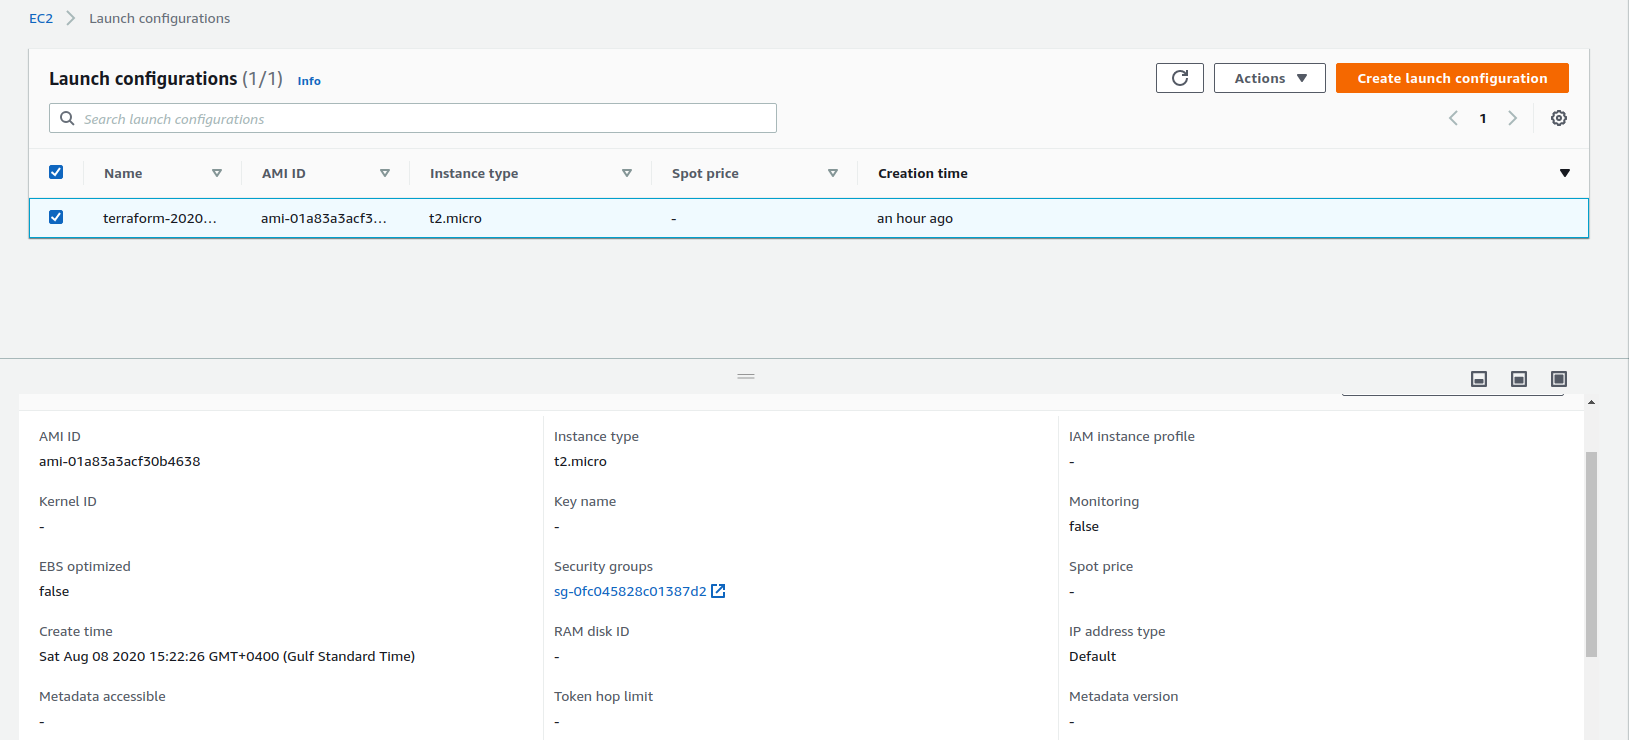 EC2 Launch configurations
Launch configurations (1/1) Info
Actions Create launch configuration
Search launch configurations
1
Name AMI ID Instance type Spot price Creation time
terraform-2020... ami-01a83a3acf3... t2.micro - an hour ago
AMI ID Instance type IAM instance profile
ami-01a83a3acf30b4638 t2.micro -
Kernel ID Key name Monitoring
- - false
EBS optimized Security groups Spot price
false sg-0fc045828c01387d2 -
Create time RAM disk ID IP address type
Sat Aug 08 2020 15:22:26 GMT+0400 (Gulf Standard Time) - Default
Metadata accessible Token hop limit Metadata version
- - -